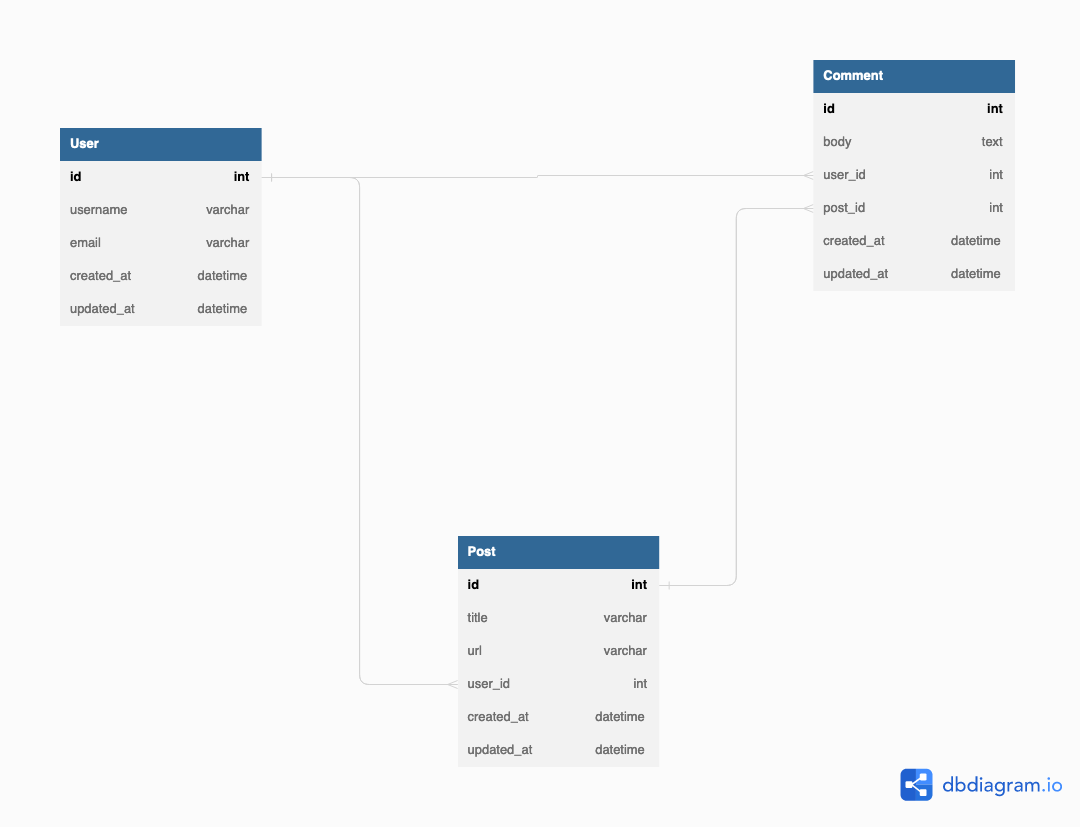 User
id int
username varchar
email varchar
created_at datetime
updated_at datetime
Comment
id int
body text
user_id int
post_id int
created_at datetime
updated_at datetime
Post
id int
title varchar
url varchar
user_id int
created_at datetime
updated_at datetime
dbdiagram.io